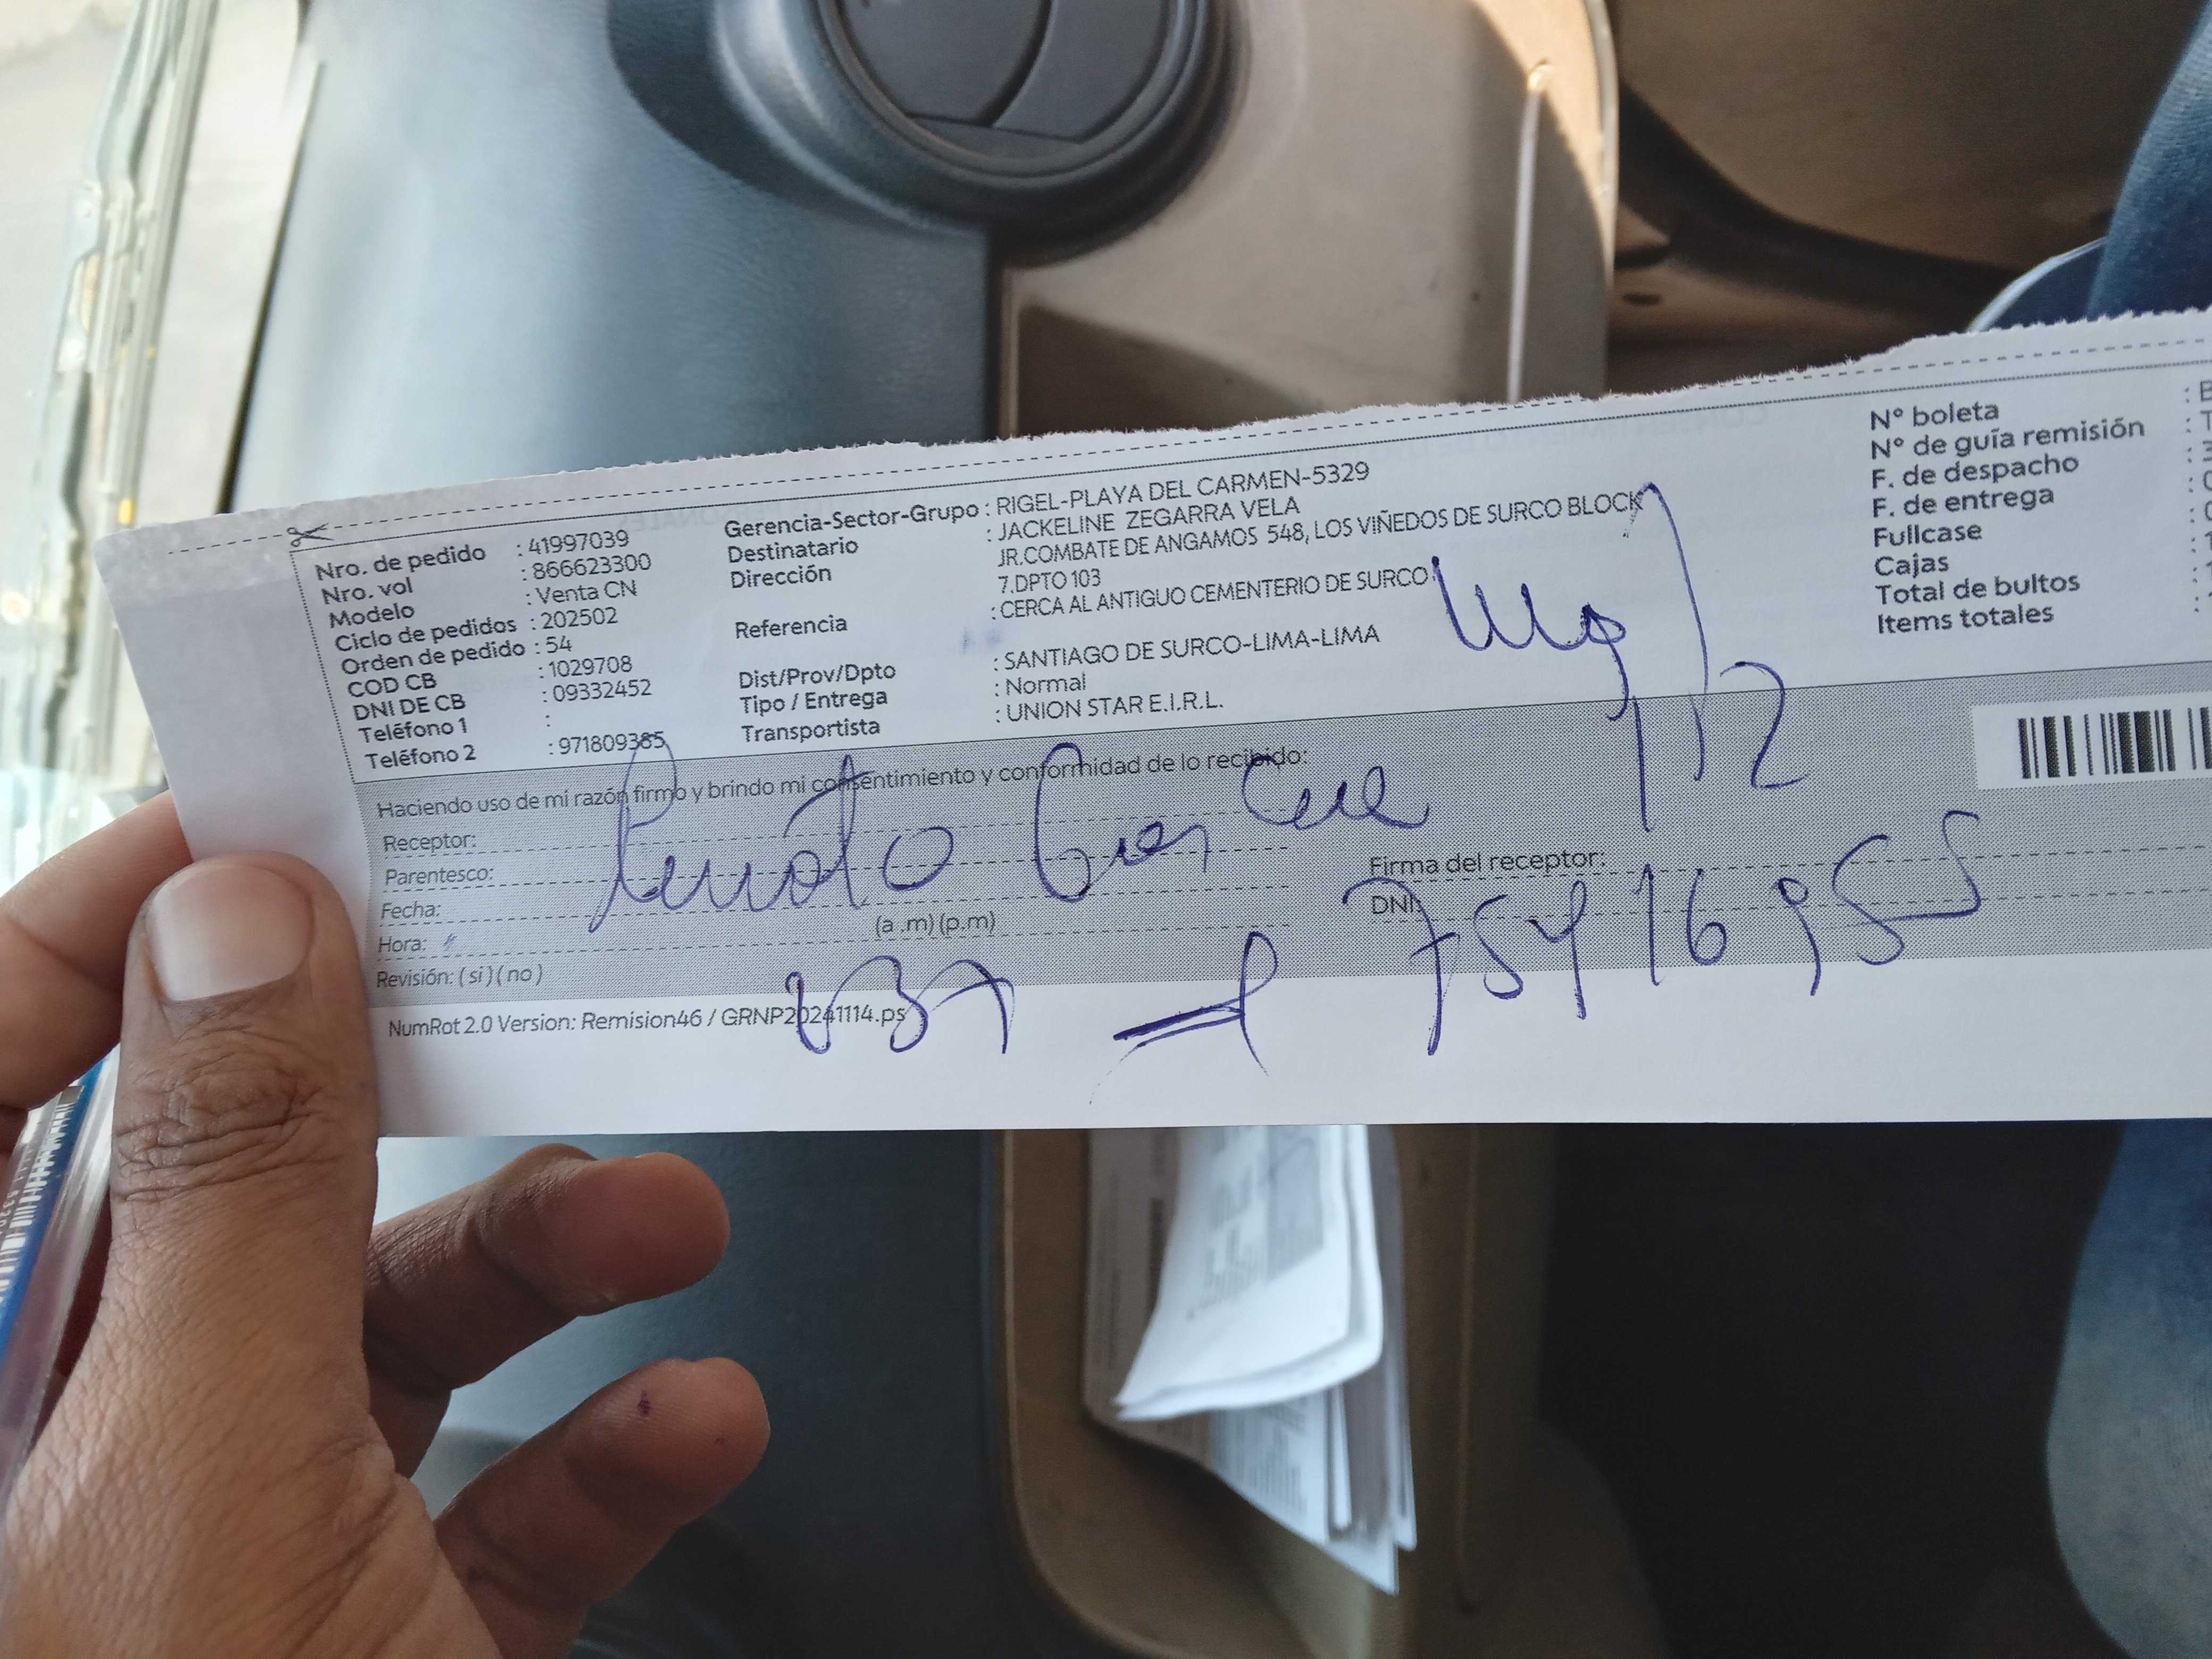 Nro. de pedido : 41997039
Nro. vol : 866623300
Modelo : Venta CN
Ciclo de pedidos : 202502
Orden de pedido : 54
COD CB : 1029708
DNI DE CB : 09332452
Teléfono 1 :
Teléfono 2 : 971809385
Gerencia-Sector-Grupo : RIGEL-PLAYA DEL CARMEN-5329
Destinatario : JACKELINE ZEGARRA VELA
Dirección JR.COMBATE DE ANGAMOS 548, LOS VIÑEDOS DE SURCO BLOCK
7.DPTO 103
Referencia : CERCA AL ANTIGUO CEMENTERIO DE SURCO
Dist/Prov/Dpto : SANTIAGO DE SURCO-LIMA-LIMA
Tipo / Entrega : Normal
Transportista : UNION STAR E.I.R.L.
N° boleta :
N° de guía remisión :
F. de despacho :
F. de entrega :
Fullcase :
Cajas :
Total de bultos :
Items totales :
Haciendo uso de mi razón firmo y brindo mi consentimiento y conformidad de lo recibido:
Receptor:
Parentesco:
Fecha:
Hora: (a .m) (p.m)
Revisión: ( si ) ( no )
Firma del receptor:
DNI:
NumRot 2.0 Version: Remision46 / GRNP20241114.ps